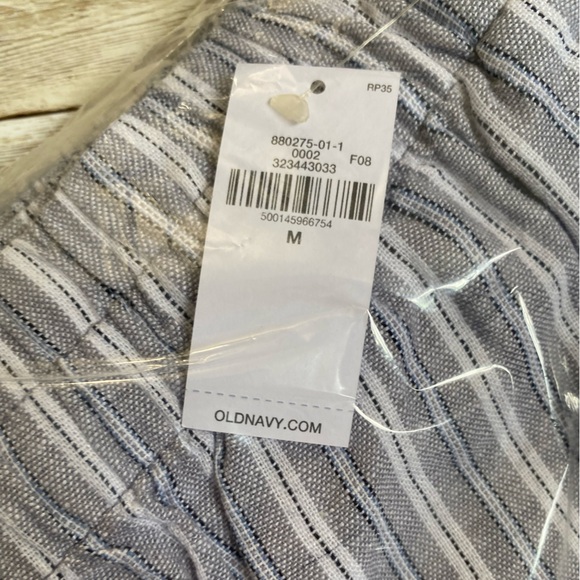 RP35
880275-01-1
0002 F08
323443033
500145966754
M
OLDNAVY.COM